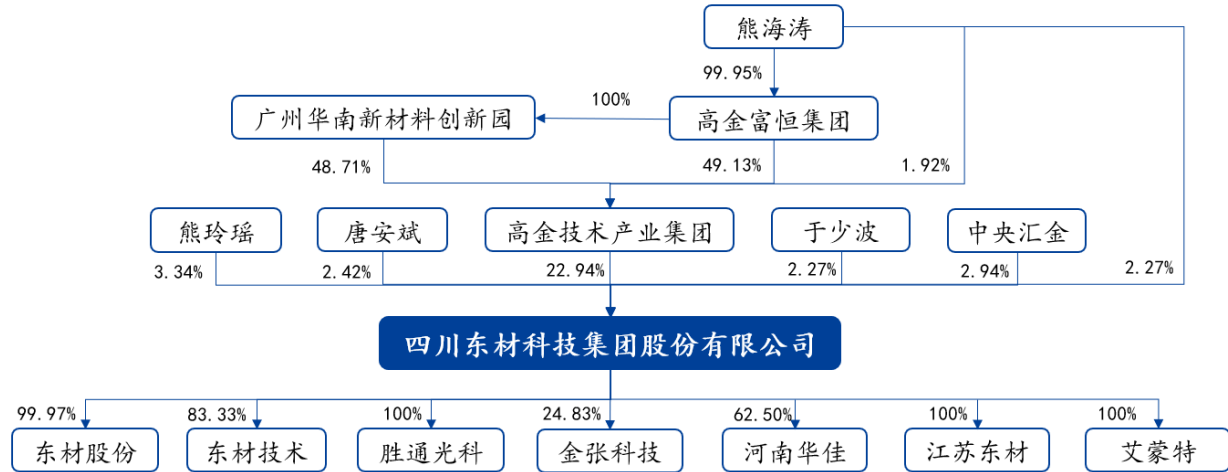 熊海涛
99.95%
广州华南新材料创新园
100%
高金富恒集团
48.71%
49.13%
1.92%
熊玲瑶
唐安斌
高金技术产业集团
于少波
中央汇金
3.34%
2.42%
22.94%
2.27%
2.94%
2.27%
四川东材科技集团股份有限公司
99.97%
83.33%
100%
24.83%
62.50%
100%
100%
东材股份
东材技术
胜通光科
金张科技
河南华佳
江苏东材
艾蒙特